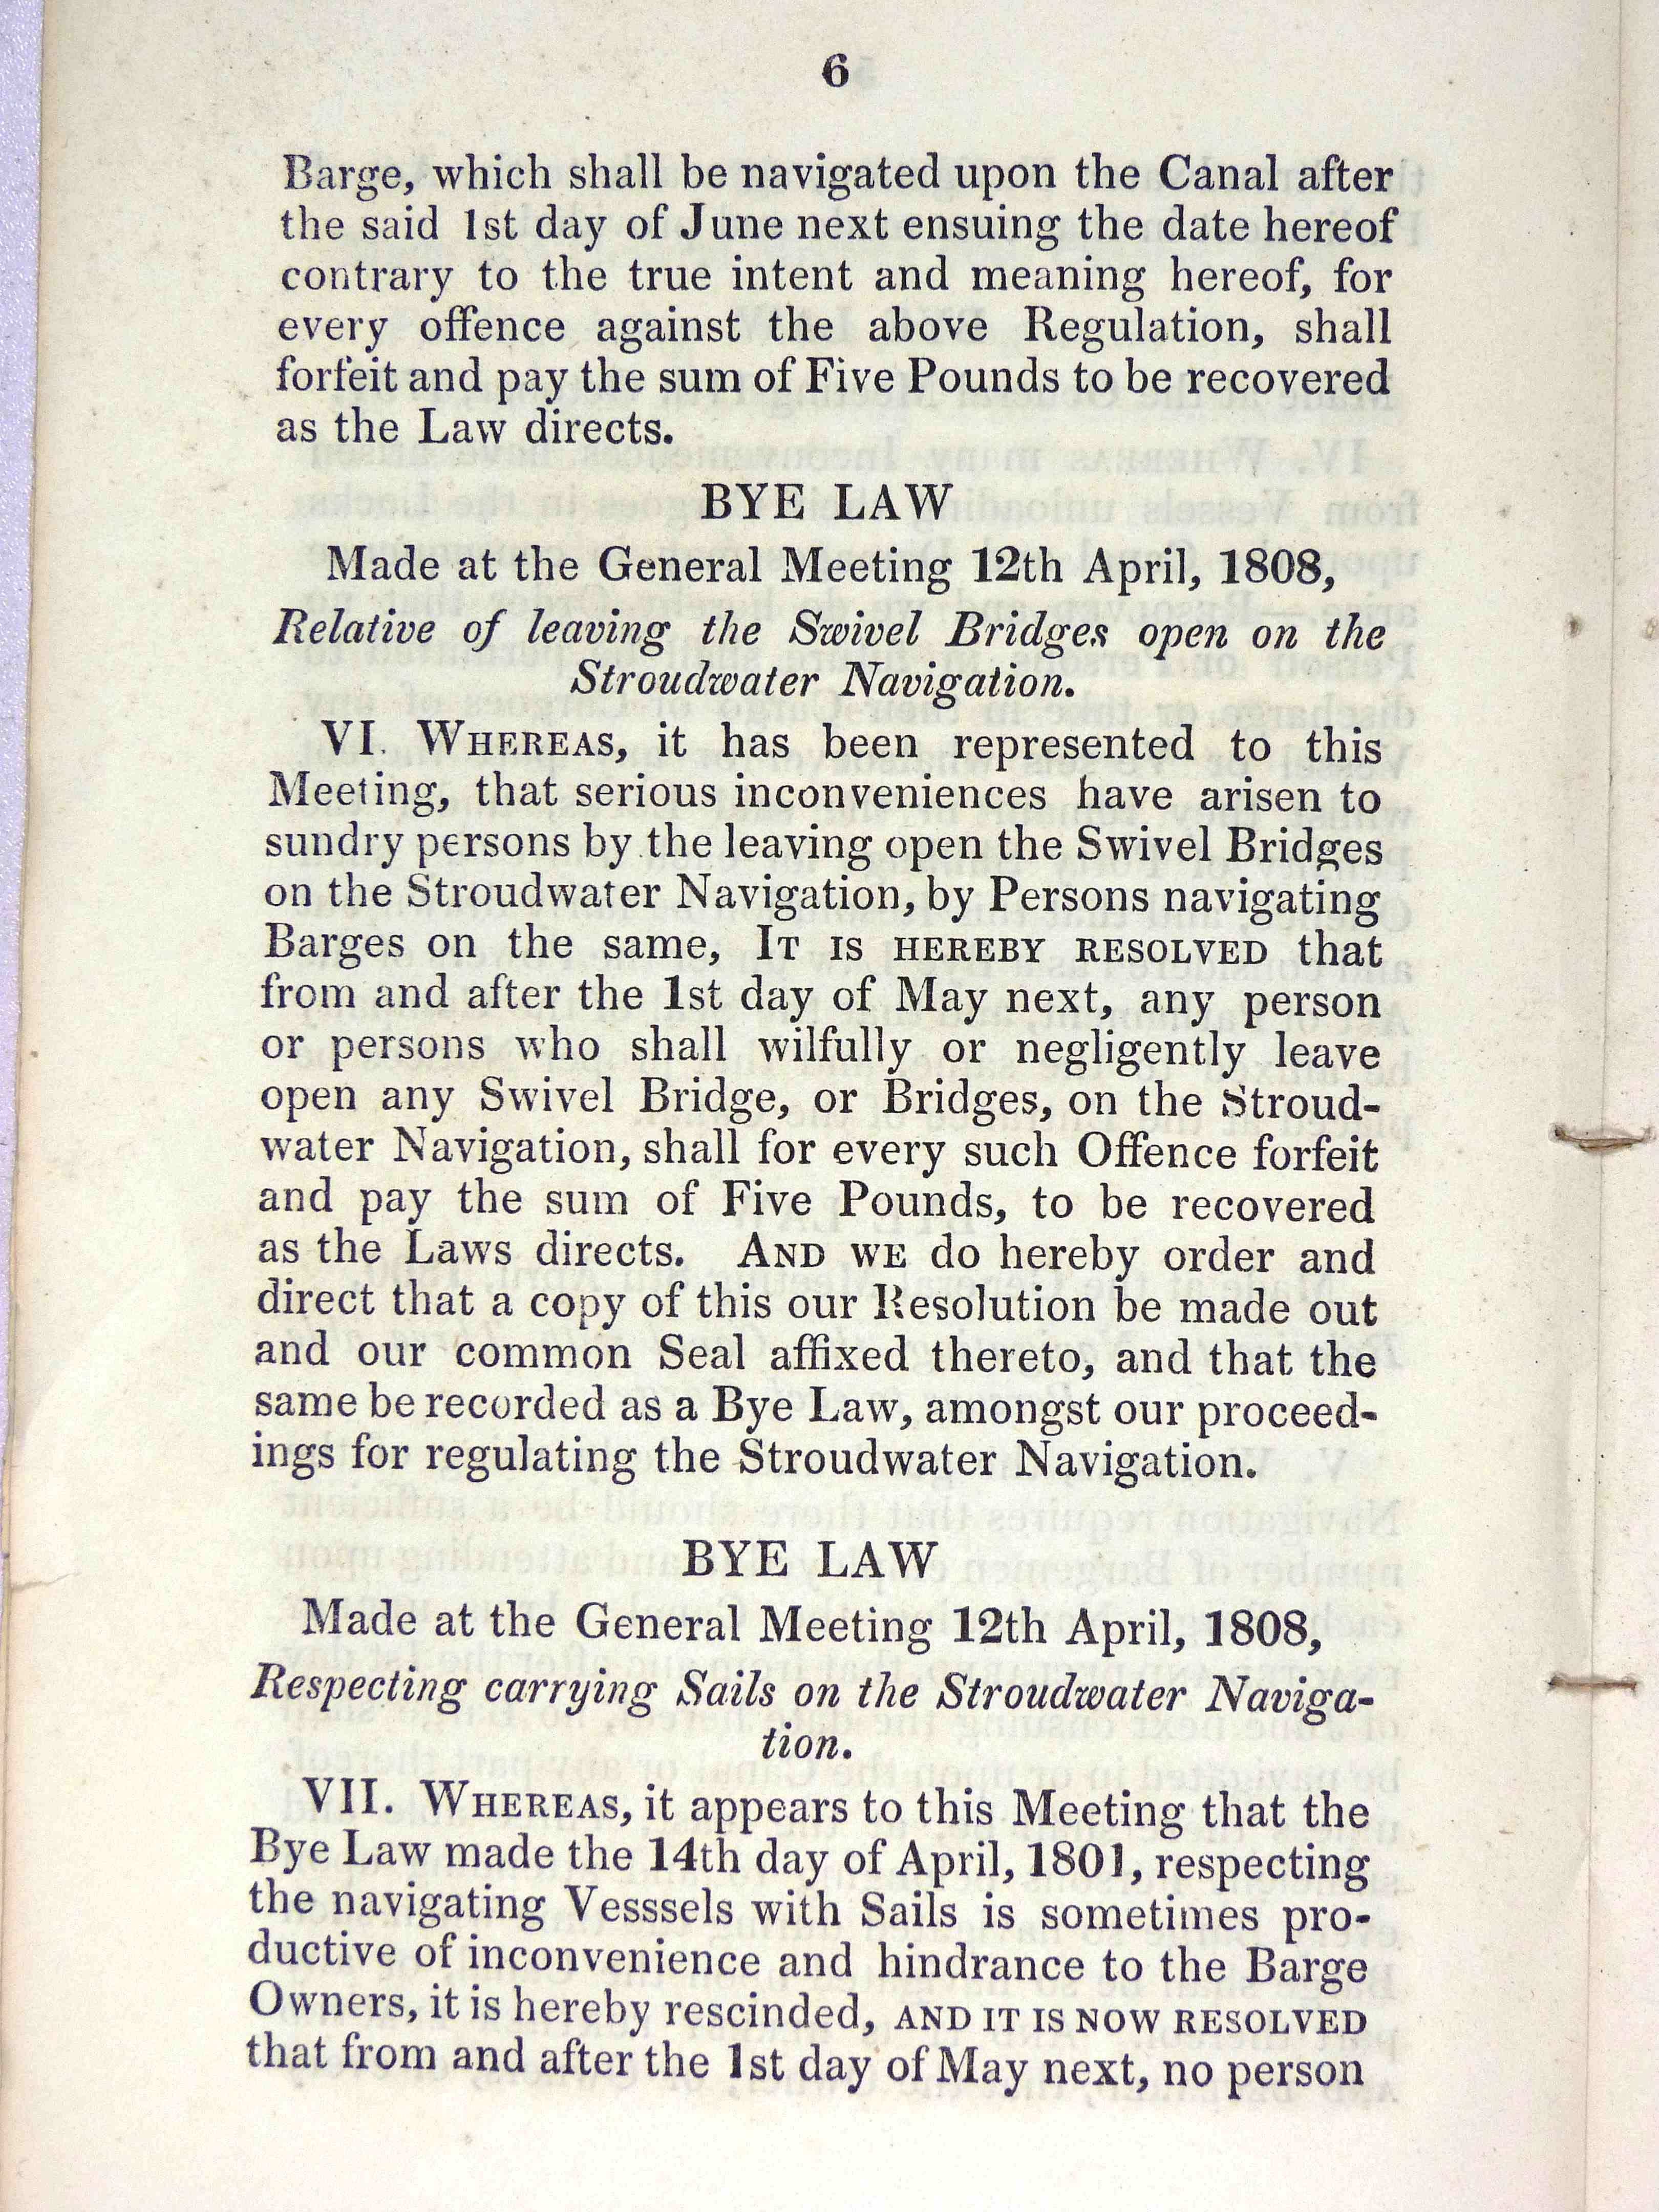 6
Barge, which shall be navigated upon the Canal after
the said 1st day of June next ensuing the date hereof
contrary to the true intent and meaning hereof, for
every offence against the above Regulation, shall
forfeit and pay the sum of Five Pounds to be recovered
as the Law directs.
BYE LAW
Made at the General Meeting 12th April, 1808,
Relative of leaving the Swivel Bridges open on the
Stroudwater Navigation.
VI. WHEREAS, it has been represented to this
Meeting, that serious inconveniences have arisen to
sundry persons by the leaving open the Swivel Bridges
on the Stroudwater Navigation, by Persons navigating
Barges on the same, IT IS HEREBY RESOLVED that
from and after the 1st day of May next, any person
or persons who shall wilfully or negligently leave
open any Swivel Bridge, or Bridges, on the Stroud-
water Navigation, shall for every such Offence forfeit
and pay the sum of Five Pounds, to be recovered
as the Laws directs. AND WE do hereby order and
direct that a copy of this our Resolution be made out
and our common Seal affixed thereto, and that the
same be recorded as a Bye Law, amongst our proceed-
ings for regulating the Stroudwater Navigation.
BYE LAW
Made at the General Meeting 12th April, 1808,
Respecting carrying Sails on the Stroudwater Naviga-
tion.
VII. WHEREAS, it appears to this Meeting that the
Bye Law made the 14th day of April, 1801, respecting
the navigating Vesssels with Sails is sometimes pro-
ductive of inconvenience and hindrance to the Barge
Owners, it is hereby rescinded, AND IT IS NOW RESOLVED
that from and after the 1st day of May next, no person